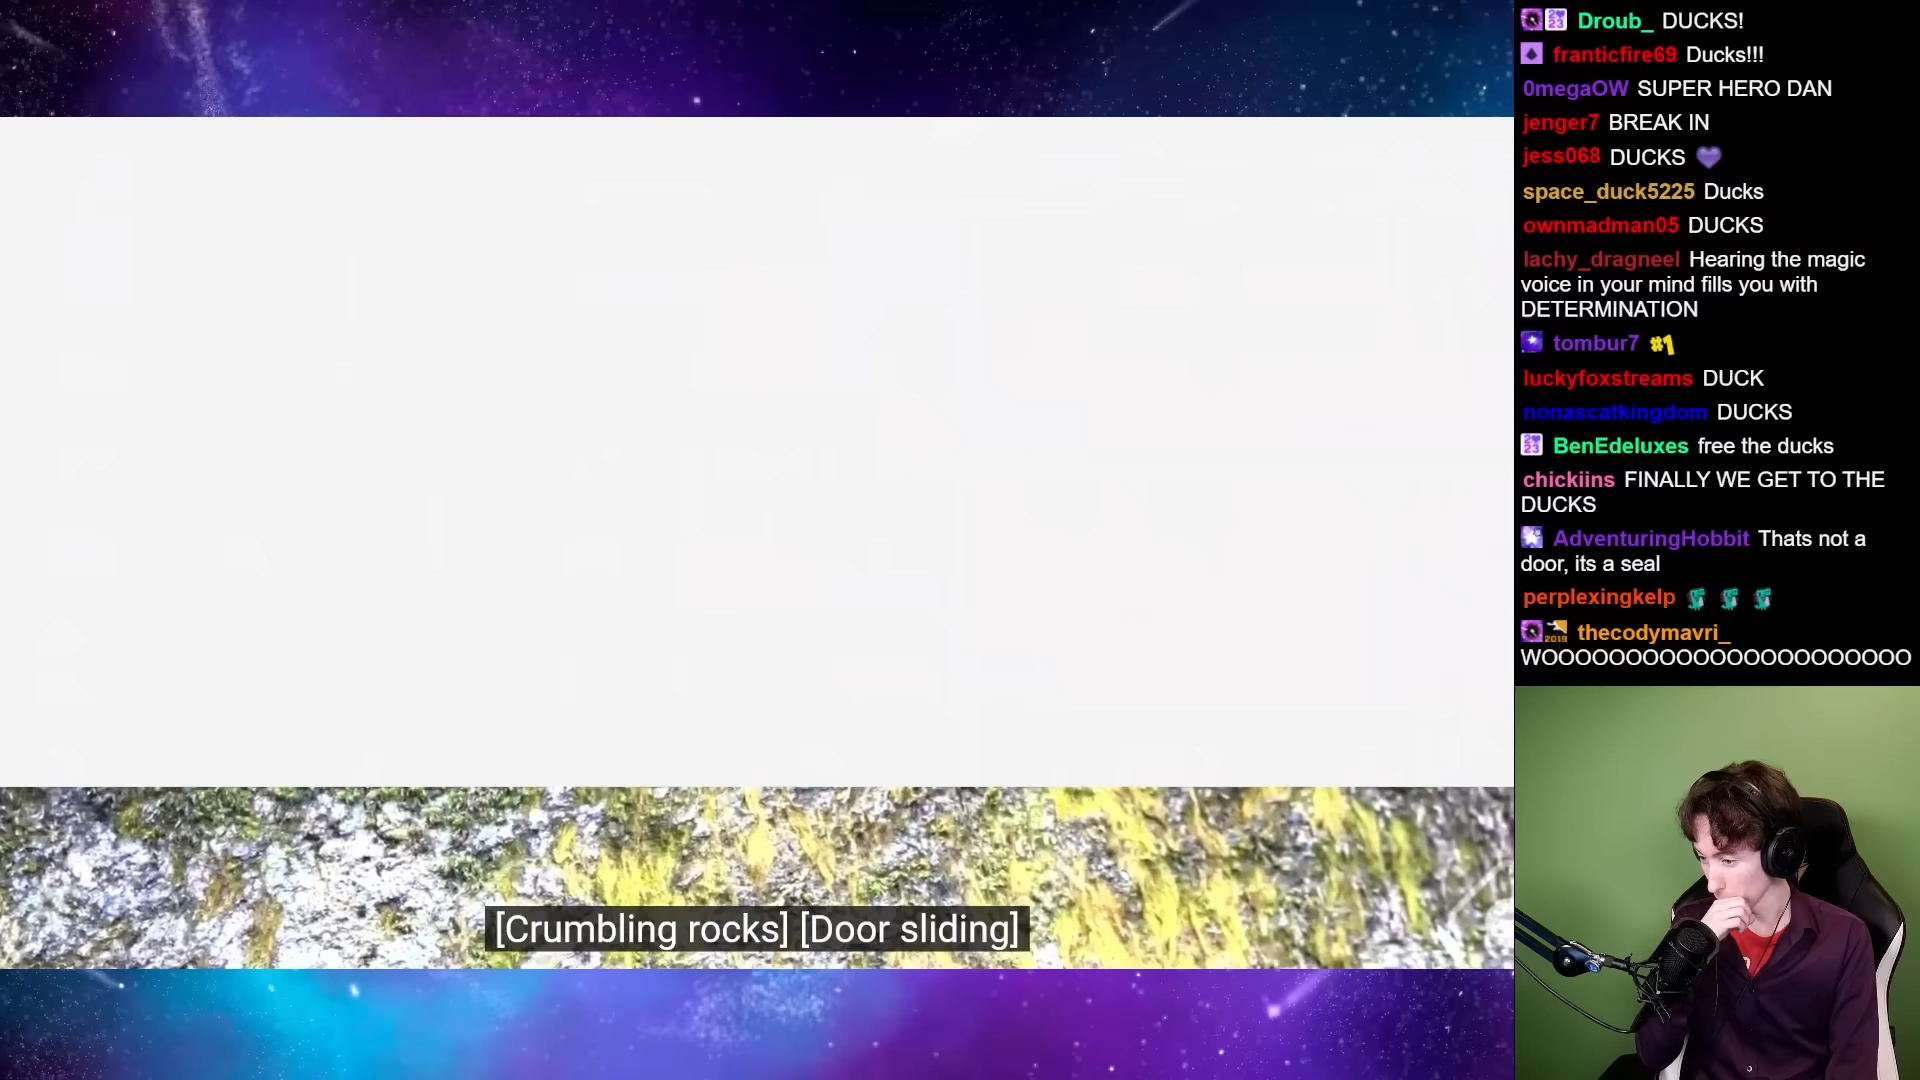 Droub_ DUCKS!
franticfire69 Ducks!!!
0megaOW SUPER HERO DAN
jenger7 BREAK IN
jess068 DUCKS
space_duck5225 Ducks
ownmadman05 DUCKS
lachy_dragneel Hearing the magic
voice in your mind fills you with
DETERMINATION
tombur7 #1
luckyfoxstreams DUCK
nonascatkingdom DUCKS
BenEdeluxes free the ducks
chickiins FINALLY WE GET TO THE
DUCKS
AdventuringHobbit Thats not a
door, its a seal
perplexingkelp
2019 thecodymavri_
WOOOOOOOOOOOOOOOOOOOOOO
[Crumbling rocks] [Door sliding]